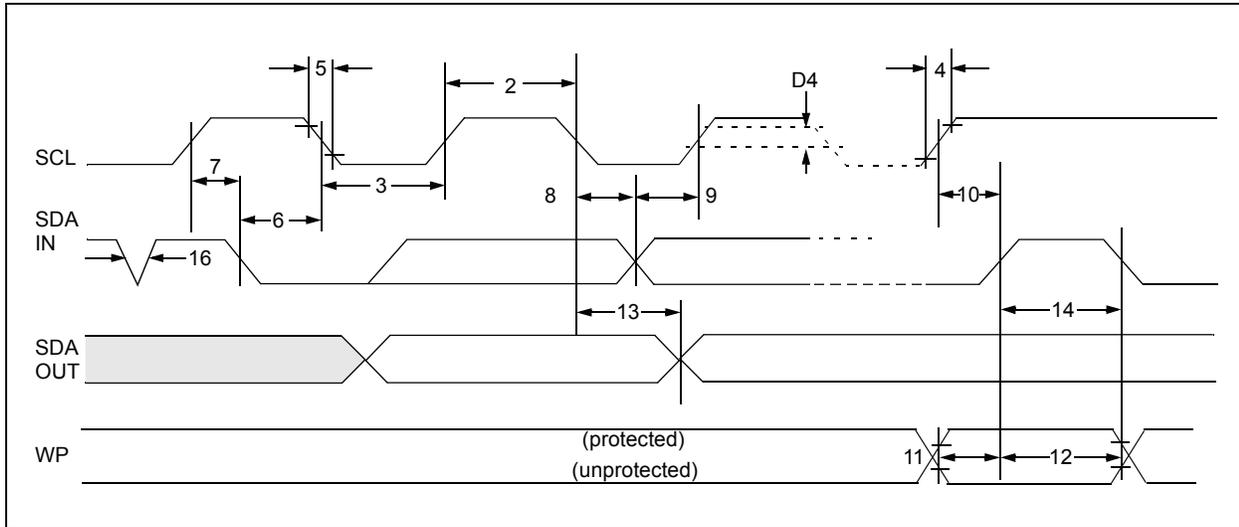 5
2
D4
4
SCL
7
3
8
9
10
SDA
IN
6
16
13
14
SDA
OUT
WP
(protected)
(unprotected)
11
12